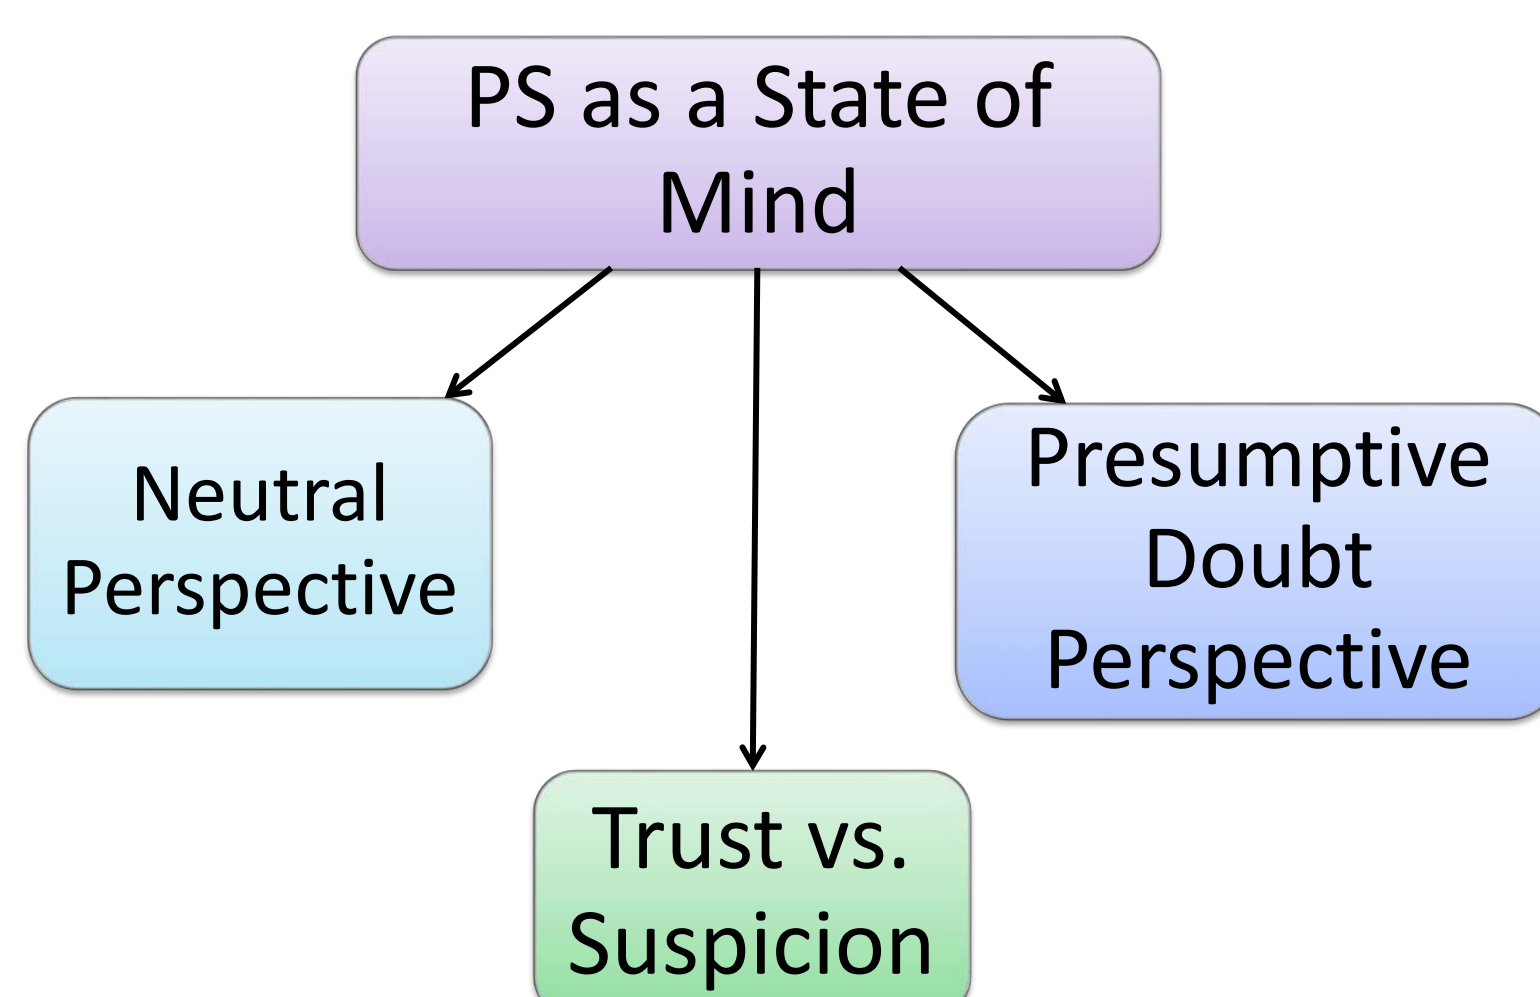 PS as a State of
Mind
Neutral
Perspective
Presumptive
Doubt
Perspective
Trust vs.
Suspicion